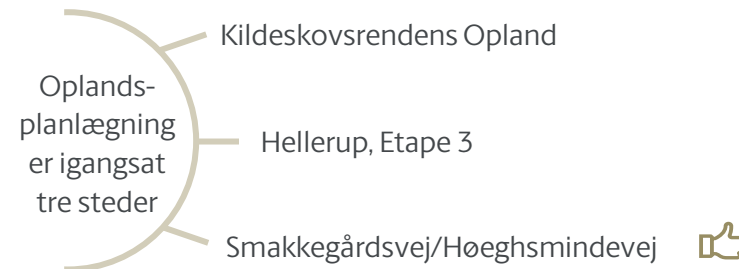 Kildeskovsrendens Opland
Oplands-
planlægning
er igangsat
tre steder
Hellerup, Etape 3
Smakkegårdsvej/Høeghsmindevej